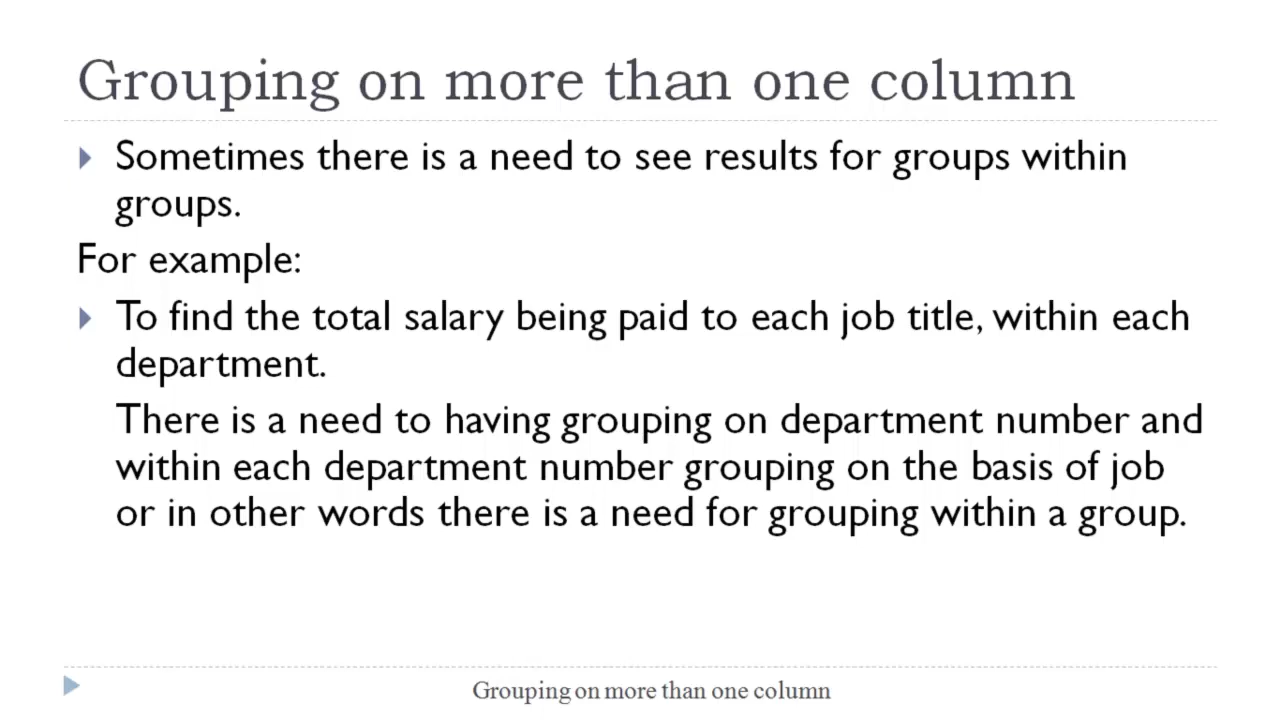 Grouping on more than one column
Sometimes there is a need to see results for groups within
groups.
For example:
To find the total salary being paid to each job title, within each
department.
There is a need to having grouping on department number and
within each department number grouping on the basis of job
or in other words there is a need for grouping within a group.
Grouping on more than one column